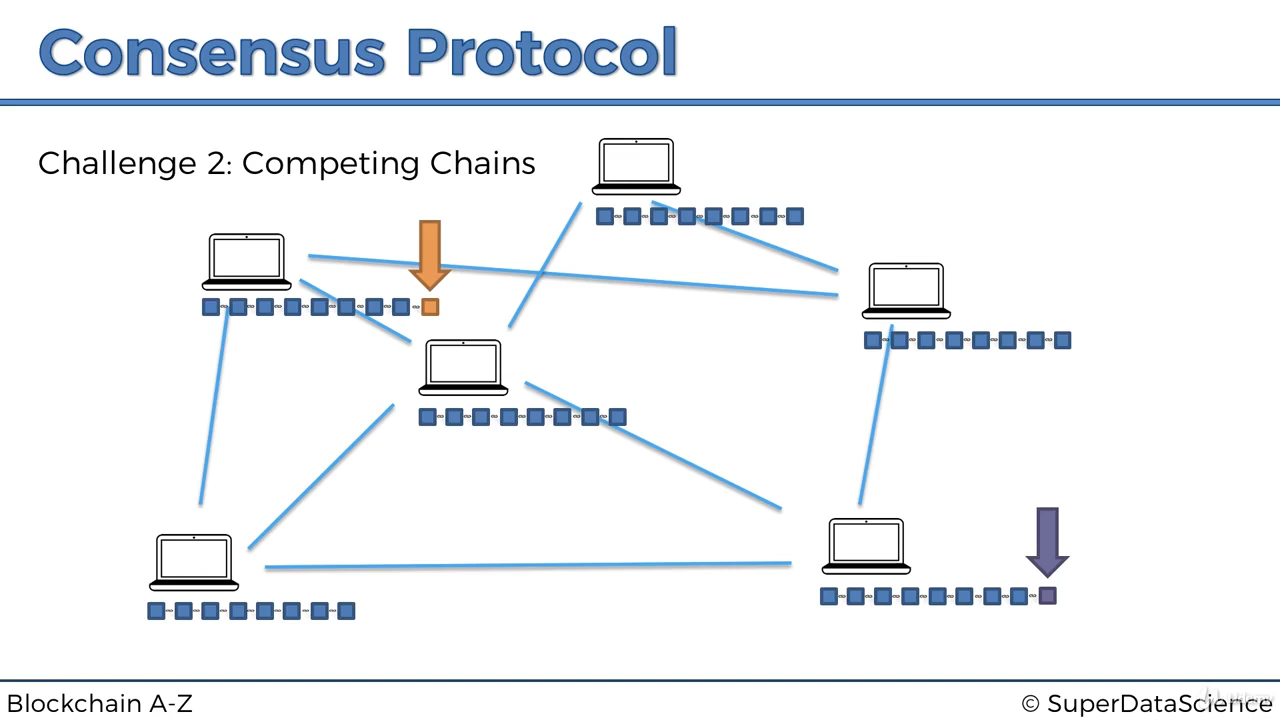 Consensus Protocol
Challenge 2: Competing Chains
Blockchain A-Z
© SuperDataScience